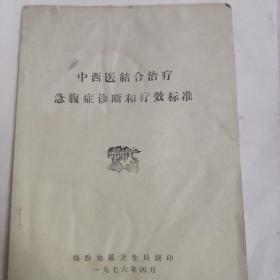 中西医結合治疗
急腹症诊断和疗效标准
临汾地区卫生局翻印
一九七六年四月